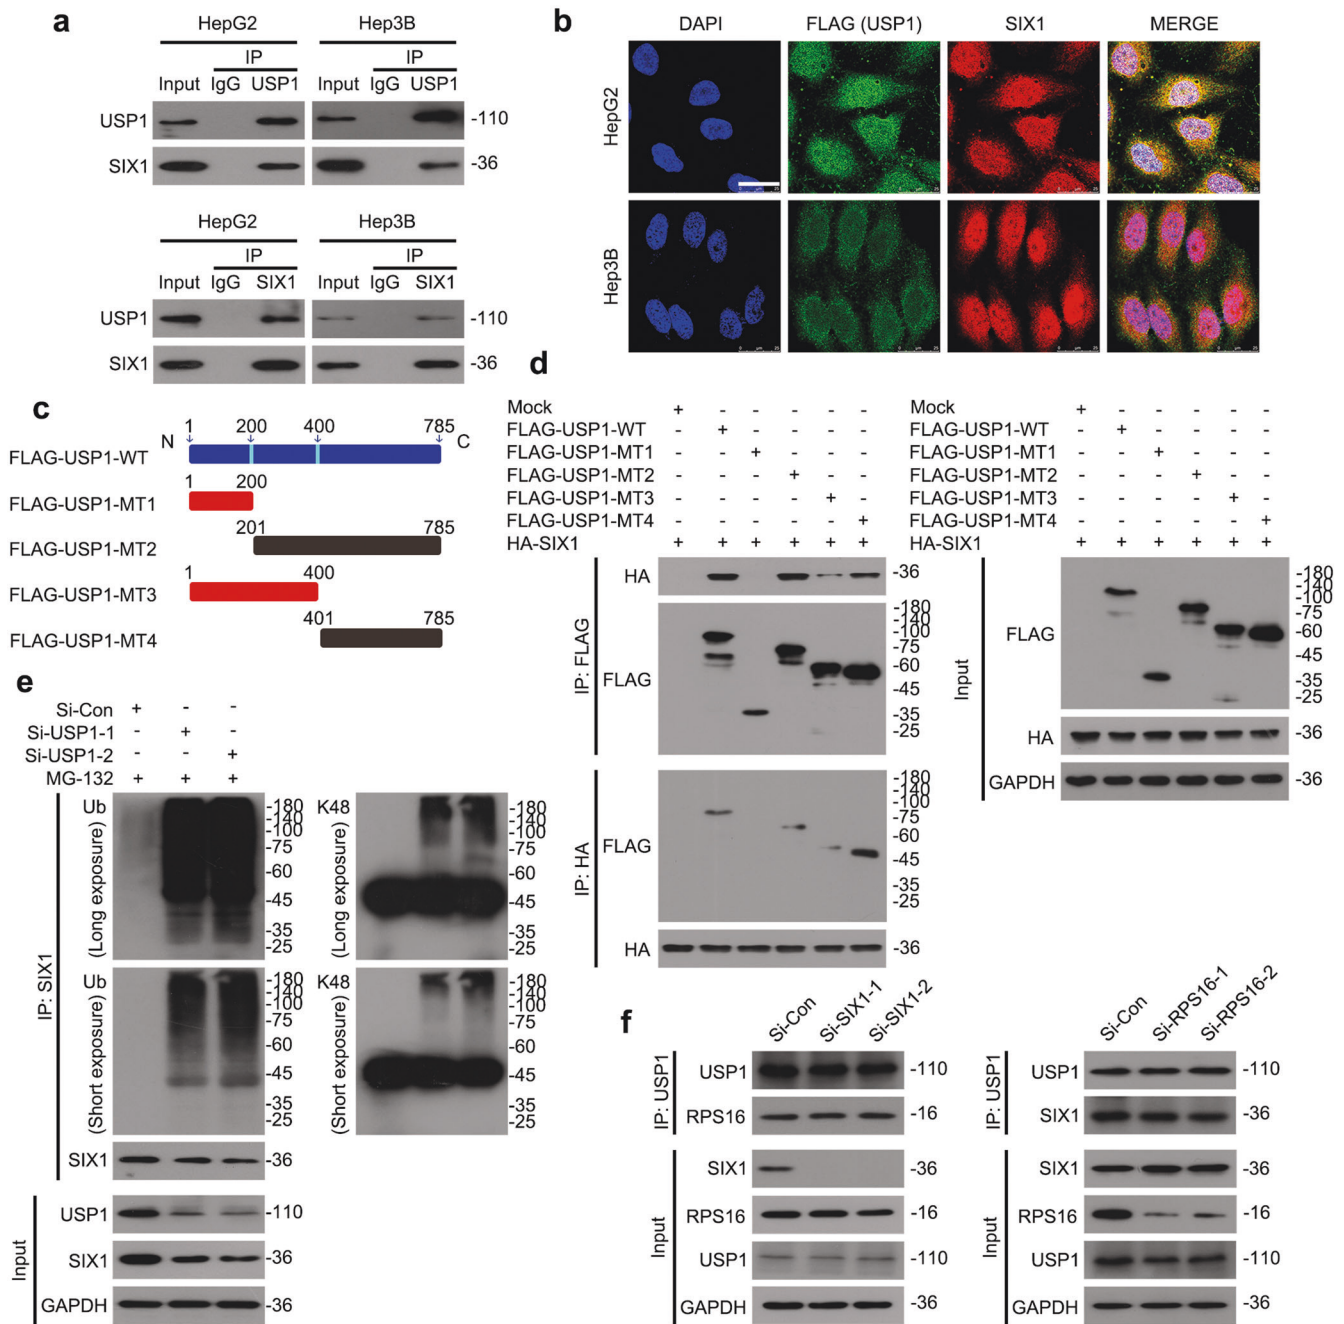 a
HepG2 Hep3B
IP IP
Input IgG USP1 Input IgG USP1
USP1 -110
SIX1 -36
HepG2 Hep3B
IP IP
Input IgG SIX1 Input IgG SIX1
USP1 -110
SIX1 -36
b
DAPI FLAG (USP1) SIX1 MERGE
HepG2
Hep3B
c
1 200 400 785
N C
FLAG-USP1-WT
1 200
FLAG-USP1-MT1
201 785
FLAG-USP1-MT2
1 400
FLAG-USP1-MT3
401 785
FLAG-USP1-MT4
d
Mock + - - - - -
FLAG-USP1-WT - + - - - -
FLAG-USP1-MT1 - - + - - -
FLAG-USP1-MT2 - - - + - -
FLAG-USP1-MT3 - - - - + -
FLAG-USP1-MT4 - - - - - +
HA-SIX1 + + + + + +
IP: FLAG
HA -36
FLAG
-180
-140
-100
-75
-60
-45
-35
-25
IP: HA
FLAG
-180
-140
-100
-75
-60
-45
-35
-25
HA -36
Mock + - - - - -
FLAG-USP1-WT - + - - - -
FLAG-USP1-MT1 - - + - - -
FLAG-USP1-MT2 - - - + - -
FLAG-USP1-MT3 - - - - + -
FLAG-USP1-MT4 - - - - - +
HA-SIX1 + + + + + +
Input
FLAG
-180
-140
-100
-75
-60
-45
-35
-25
HA -36
GAPDH -36
e
Si-Con + - -
Si-USP1-1 - + -
Si-USP1-2 - - +
MG-132 + + +
IP: SIX1
Ub
(Long exposure)
-180
-140
-100
-75
-60
-45
-35
-25
K48
(Long exposure)
-180
-140
-100
-75
-60
-45
-35
-25
Ub
(Short exposure)
-180
-140
-100
-75
-60
-45
-35
-25
K48
(Short exposure)
-180
-140
-100
-75
-60
-45
-35
-25
SIX1 -36
Input
USP1 -110
SIX1 -36
GAPDH -36
f
Si-Con Si-SIX1-1 Si-SIX1-2
IP: USP1
USP1 -110
RPS16 -16
Input
SIX1 -36
RPS16 -16
USP1 -110
GAPDH -36
Si-Con Si-RPS16-1 Si-RPS16-2
IP: USP1
USP1 -110
SIX1 -36
Input
SIX1 -36
RPS16 -16
USP1 -110
GAPDH -36